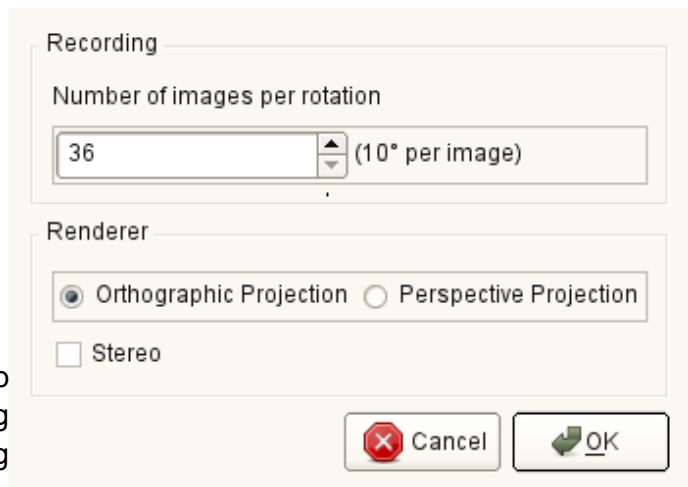 Recording
Number of images per rotation
36 (10° per image)
Renderer
Orthographic Projection Perspective Projection
Stereo
o
g
Cancel OK
g